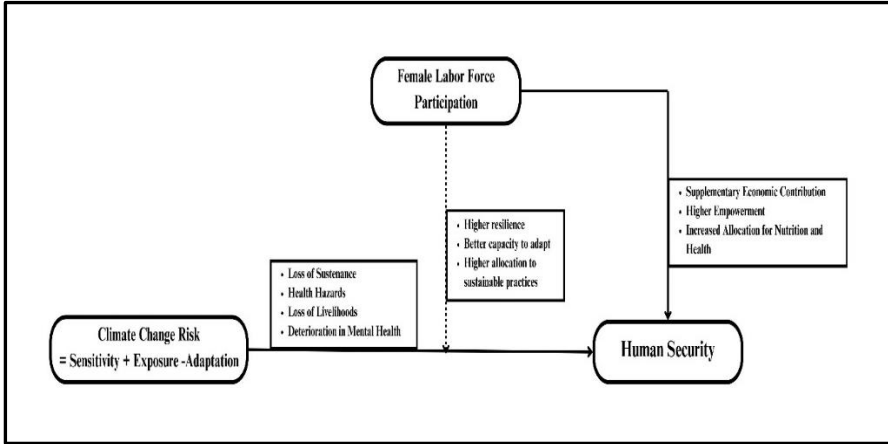 Female Labor Force
Participation
• Supplementary Economic Contribution
• Higher Empowerment
• Increased Allocation for Nutrition and
Health
• Higher resilience
• Better capacity to adapt
• Higher allocation to
sustainable practices
• Loss of Sustenance
• Health Hazards
• Loss of Livelihoods
• Deterioration in Mental Health
Climate Change Risk
= Sensitivity + Exposure -Adaptation
Human Security